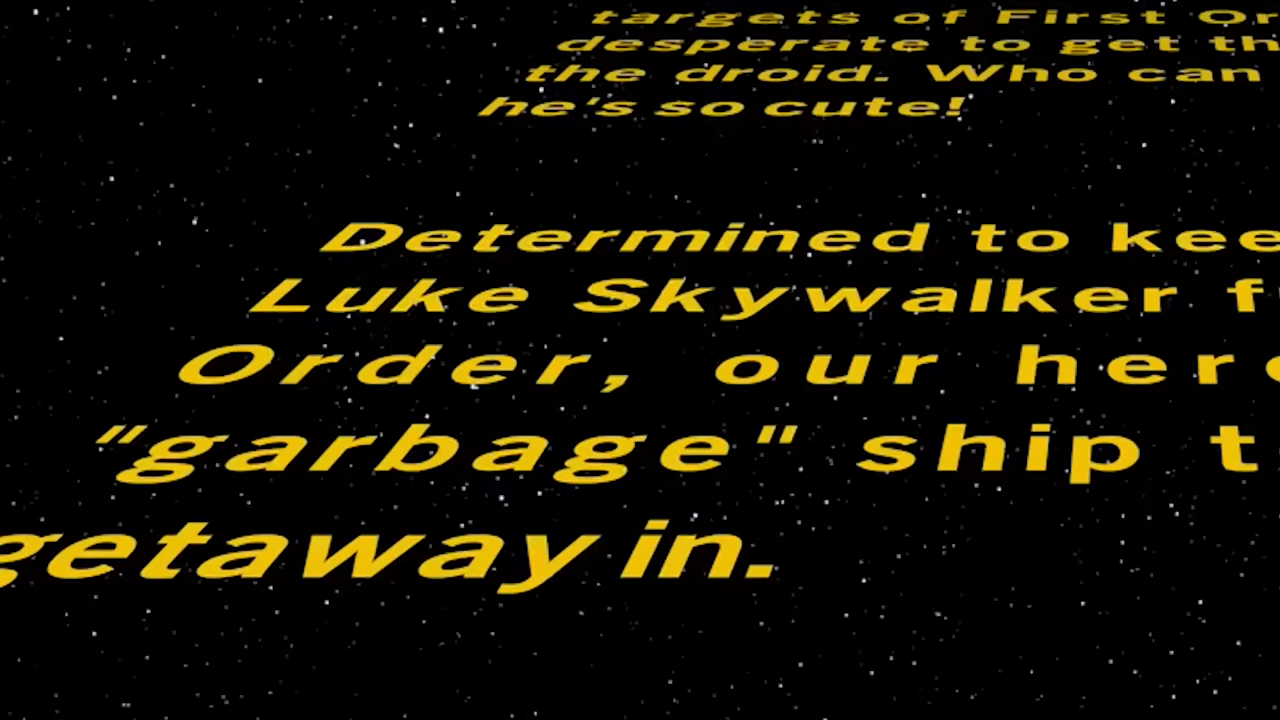 targets of First Or
desperate to get th
the droid. Who can
he's so cute!
Determined to kee
Luke Skywalker f
Order, our her
"garbage" ship t
getaway in.